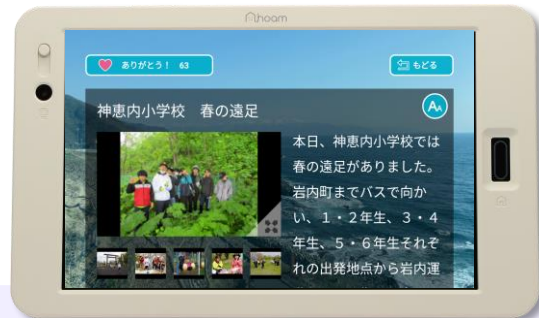 hoam
ありがとう! 63
もどる
神恵内小学校 春の遠足
AA
本日、神恵内小学校では
春の遠足がありました。
岩内町までバスで向か
い、1・2年生、3・4
年生、5・6年生それぞ
れの出発地点から岩内運